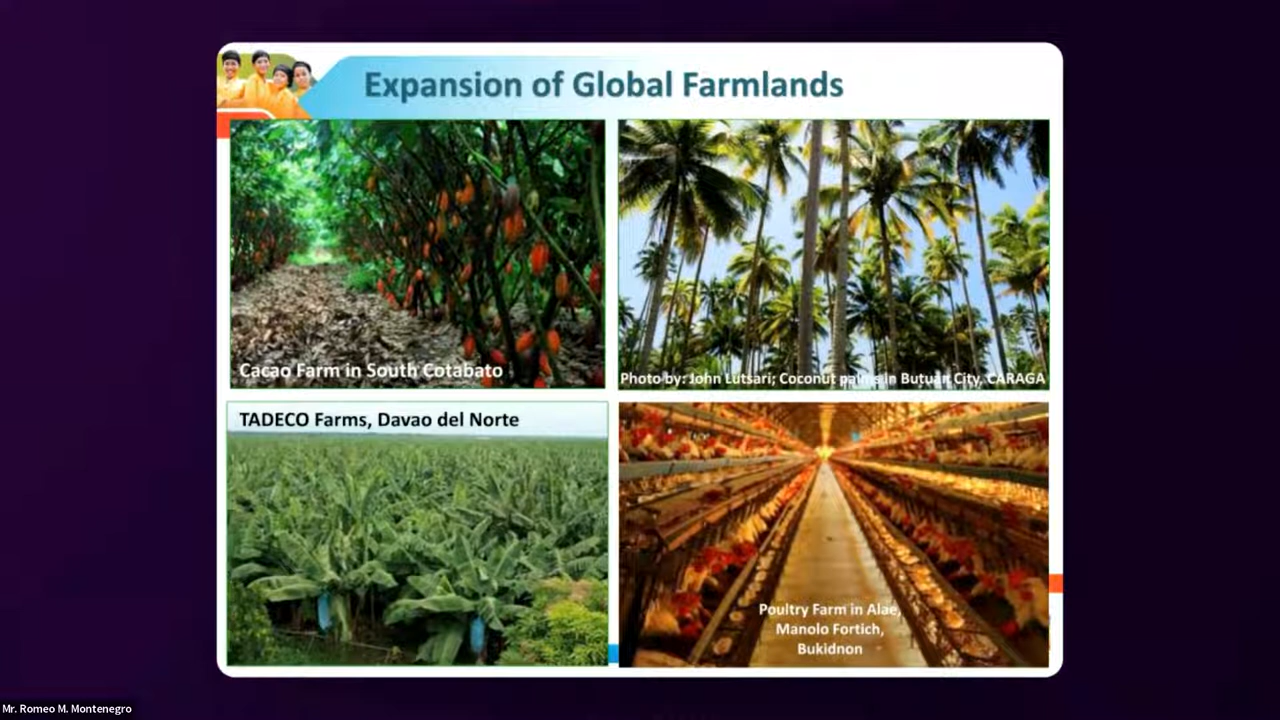 Expansion of Global Farmlands
Cacao Farm in South Cotabato
Photo by: John Lutsari; Coconut palms in Butuan City, CARAGA
TADECO Farms, Davao del Norte
Poultry Farm in Alae,
Manolo Fortich,
Bukidnon
Mr. Romeo M. Montenegro